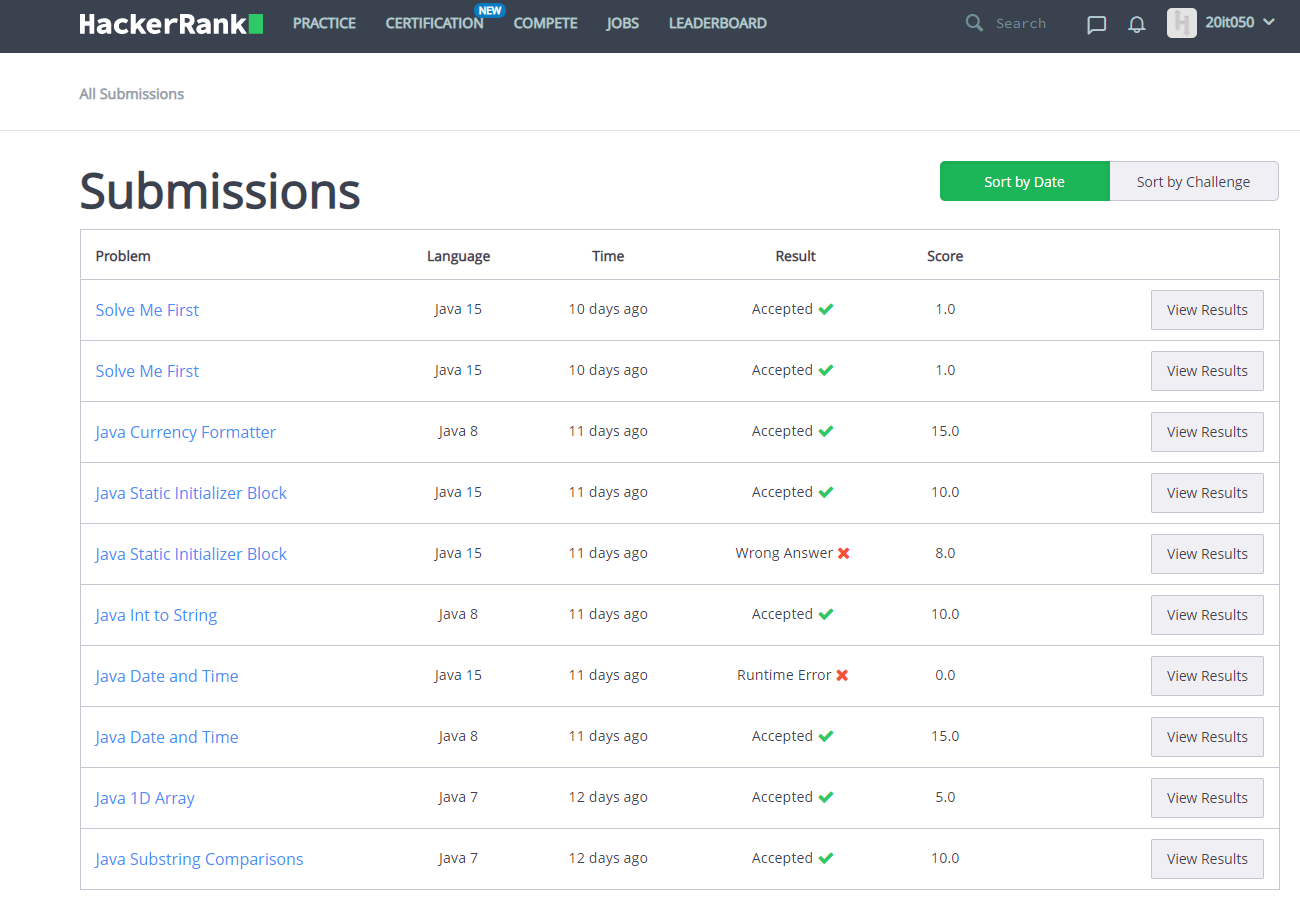 HackerRank PRACTICE CERTIFICATION NEW COMPETE JOBS LEADERBOARD Search 20it050
All Submissions
Submissions Sort by Date Sort by Challenge
Problem Language Time Result Score
Solve Me First Java 15 10 days ago Accepted 1.0 View Results
Solve Me First Java 15 10 days ago Accepted 1.0 View Results
Java Currency Formatter Java 8 11 days ago Accepted 15.0 View Results
Java Static Initializer Block Java 15 11 days ago Accepted 10.0 View Results
Java Static Initializer Block Java 15 11 days ago Wrong Answer 8.0 View Results
Java Int to String Java 8 11 days ago Accepted 10.0 View Results
Java Date and Time Java 15 11 days ago Runtime Error 0.0 View Results
Java Date and Time Java 8 11 days ago Accepted 15.0 View Results
Java 1D Array Java 7 12 days ago Accepted 5.0 View Results
Java Substring Comparisons Java 7 12 days ago Accepted 10.0 View Results